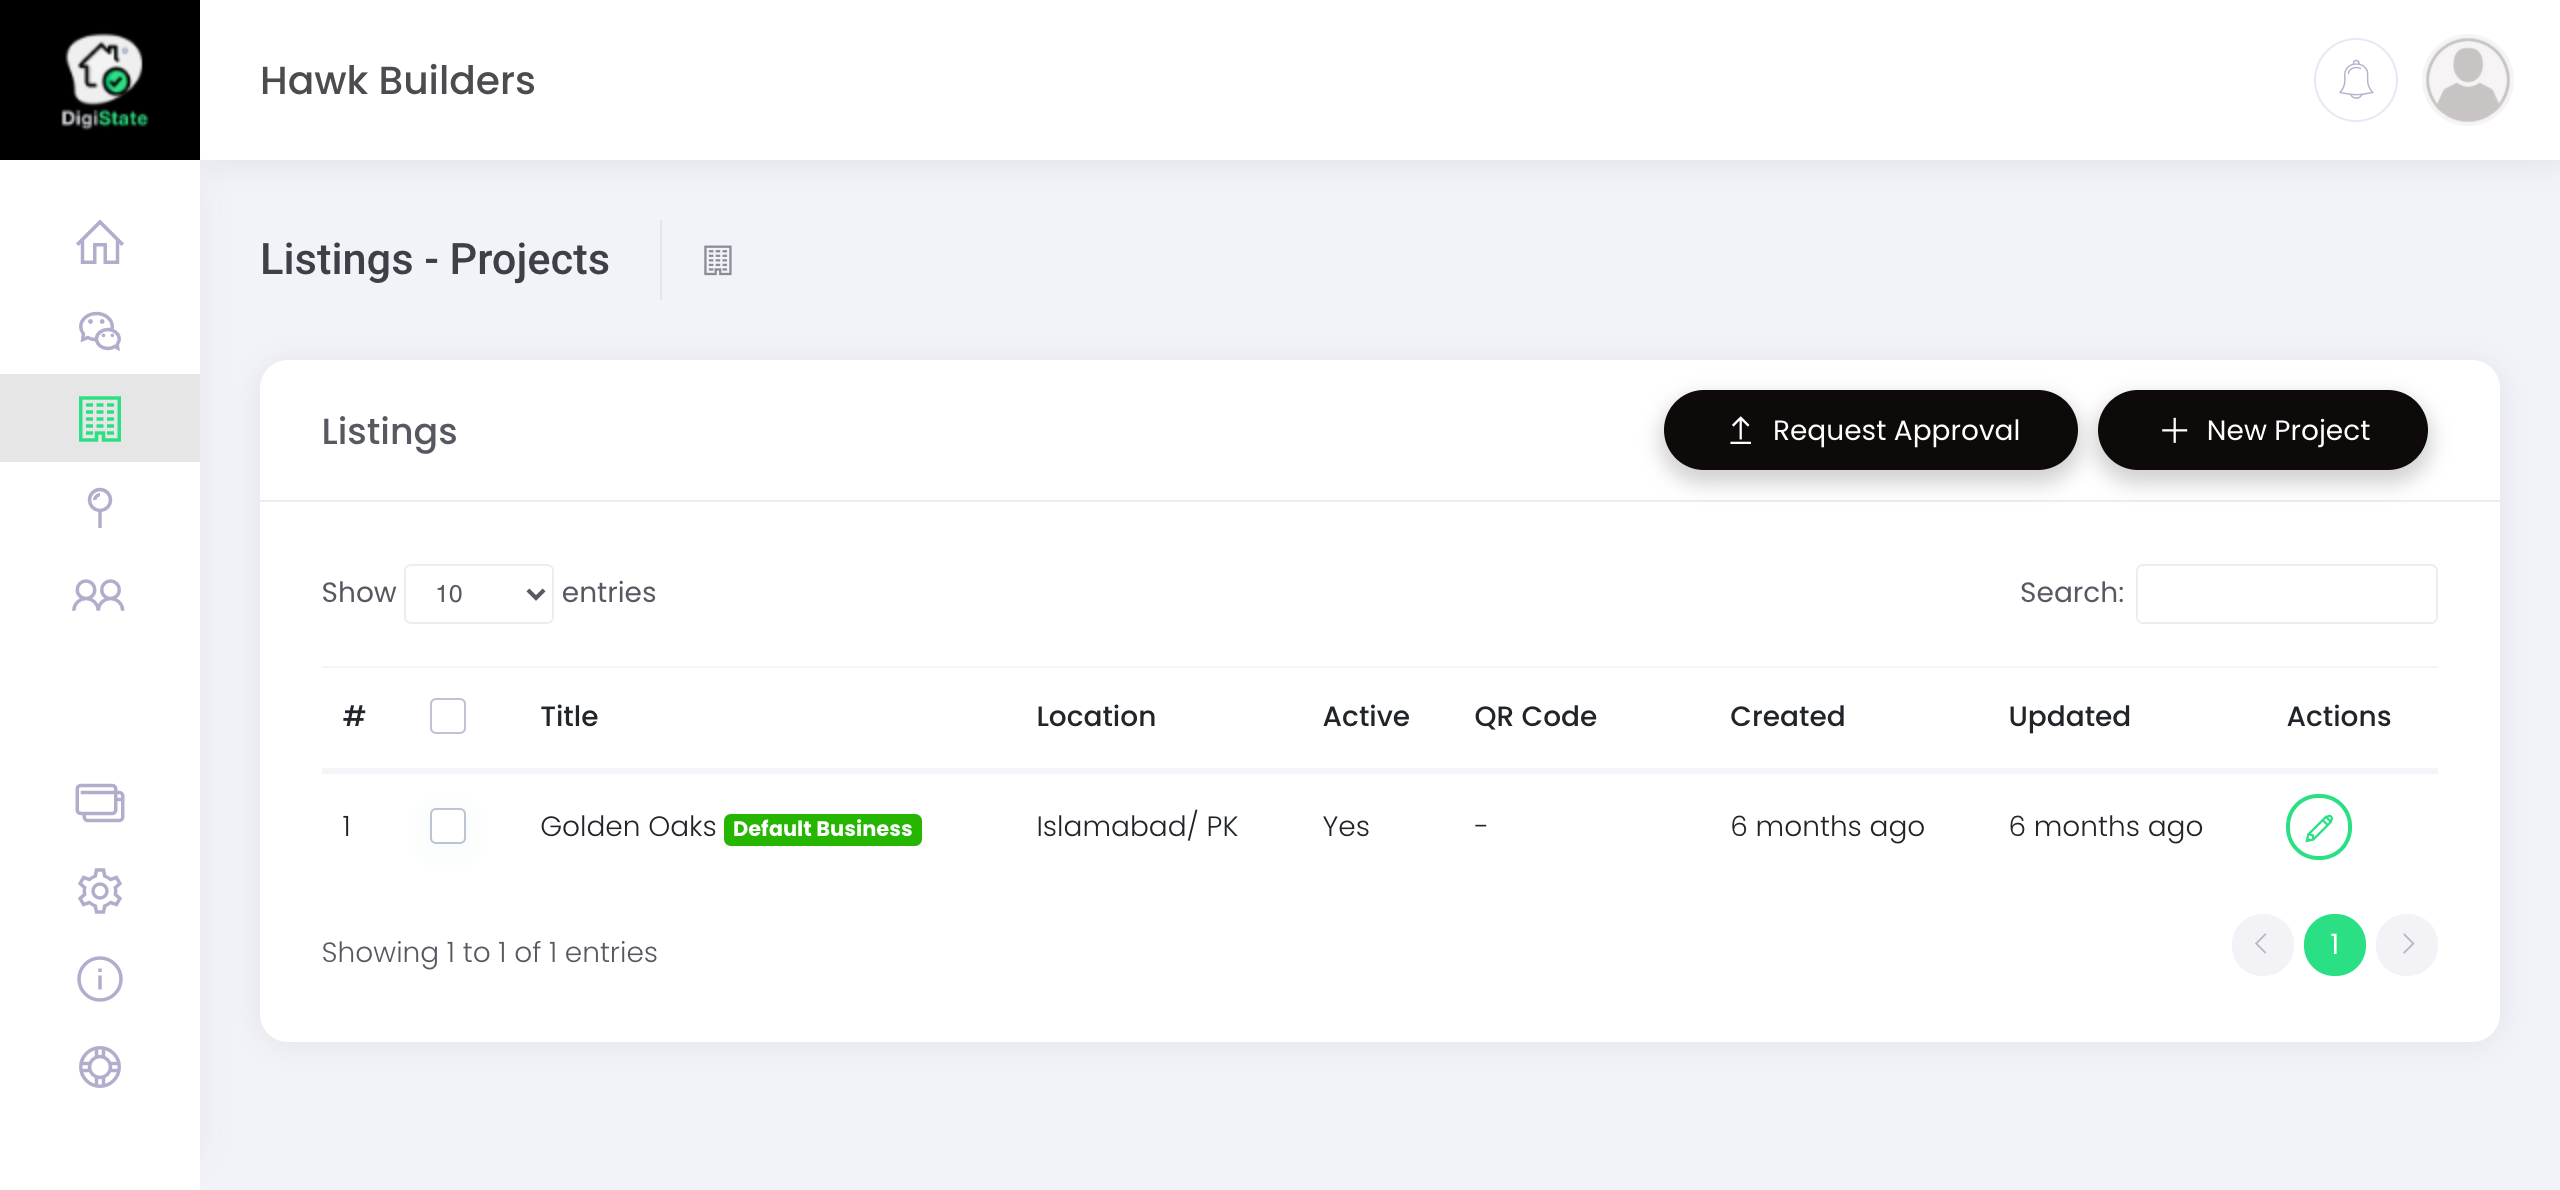 DigiState
Hawk Builders
Listings - Projects
Listings
Request Approval
New Project
Show 10 entries
Search:
# Title Location Active QR Code Created Updated Actions
1 Golden Oaks Default Business Islamabad/ PK Yes - 6 months ago 6 months ago
Showing 1 to 1 of 1 entries
1